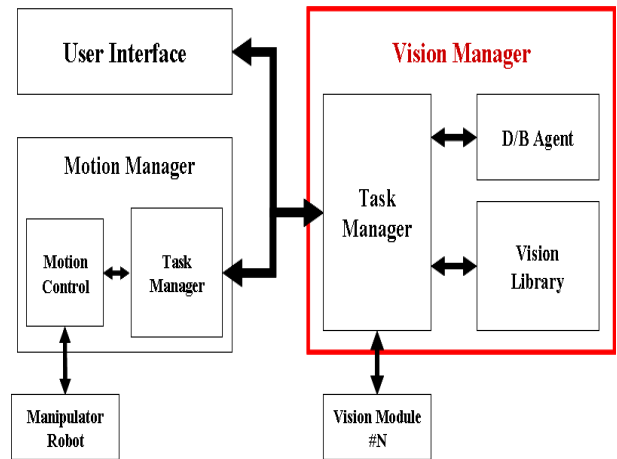 User Interface
Vision Manager
D/B Agent
Motion Manager
Task
Manager
Motion
Control
Task
Manager
Vision
Library
Manipulator
Robot
Vision Module
#N